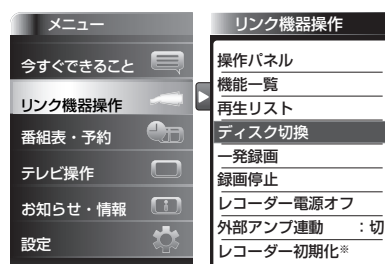 メニュー
今すぐできること
リンク機器操作
番組表・予約
テレビ操作
お知らせ・情報
設定
リンク機器操作
操作パネル
機能一覧
再生リスト
ディスク切換
一発録画
録画停止
レコーダー電源オフ
外部アンプ連動 :切
レコーダー初期化※